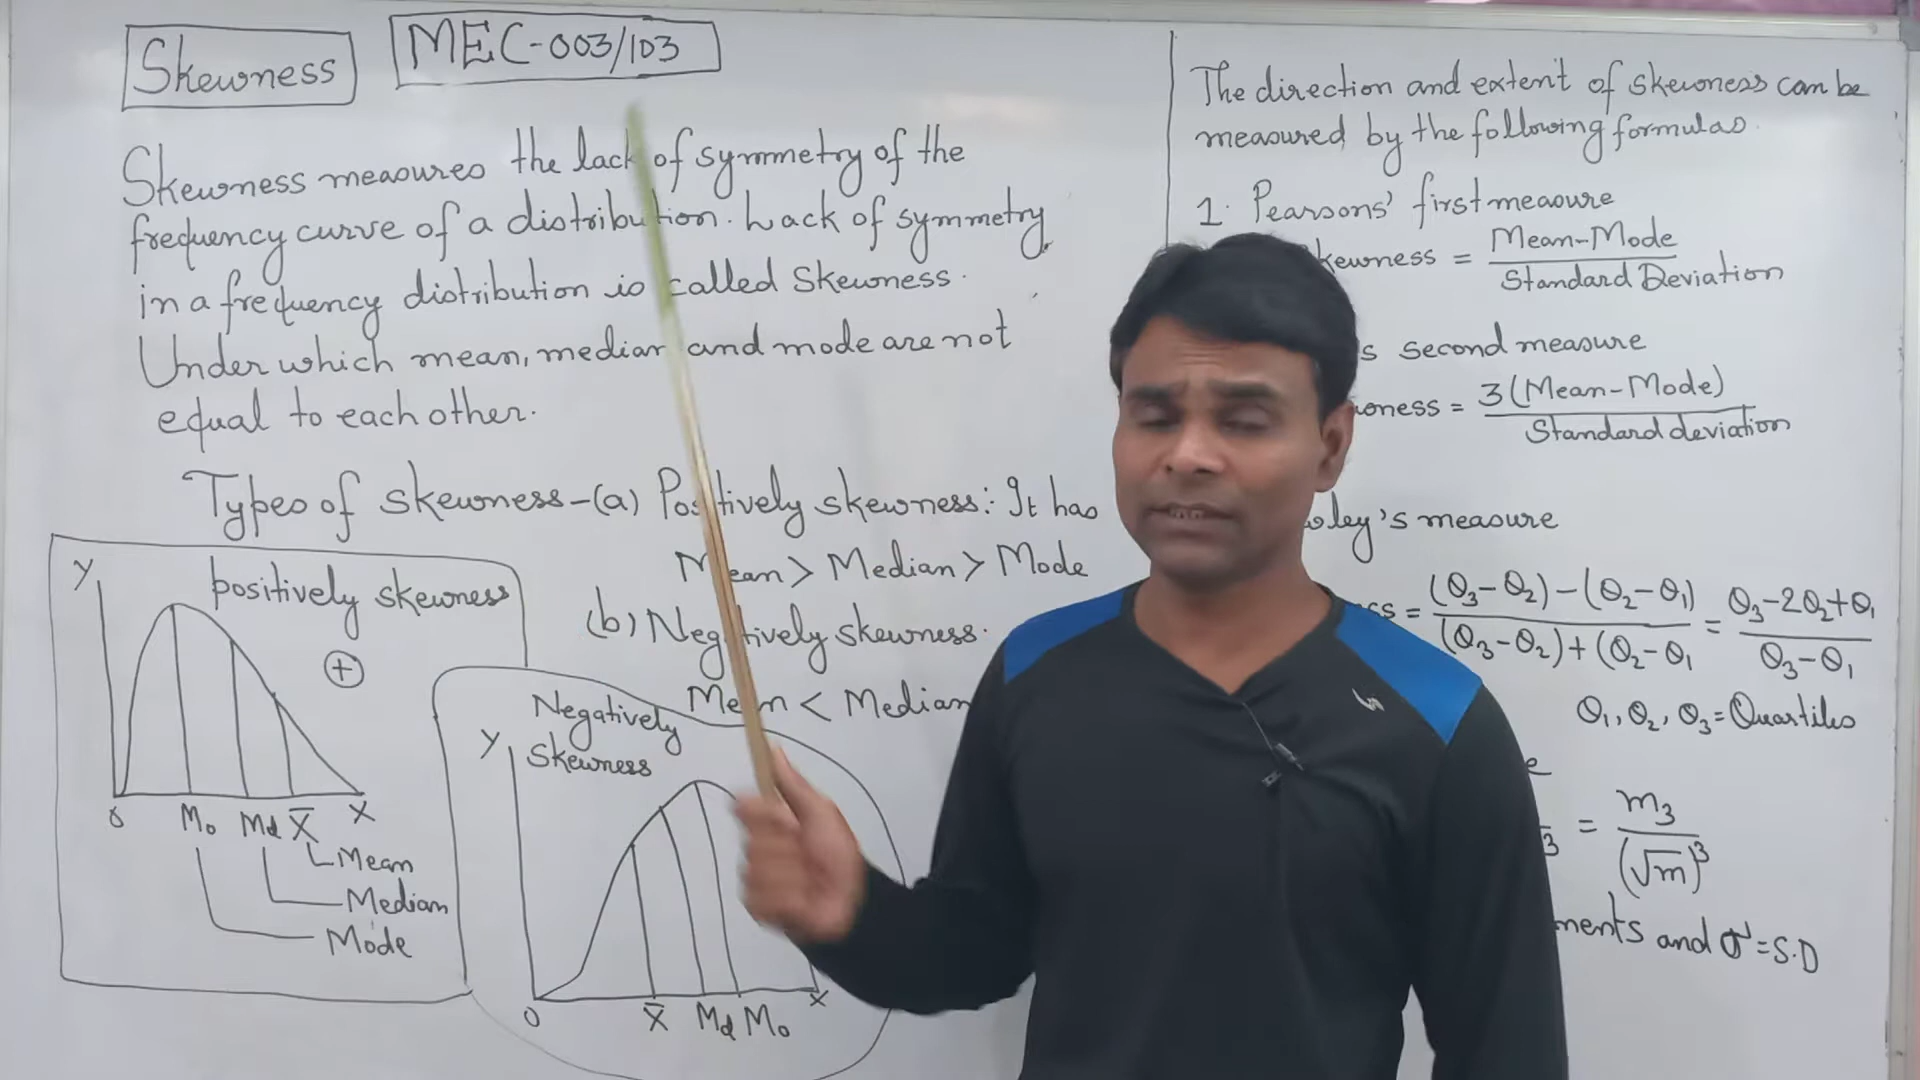 Skewness
MEC-003/103
Skewness measures the lack of symmetry of the
frequency curve of a distribution. Lack of symmetry
in a frequency distribution is called Skewness.
Under which mean, median and mode are not
equal to each other.
Types of skewness-(a) Positively skewness: It has
Mean > Median > Mode
(b) Negatively skewness.
Mean < Median
Y
positively skewness
+
0
Mo Md X̅ X
Mean
Median
Mode
Negatively
Skewness
Y
0
X̅ Md Mo
X
The direction and extent of skewness can be
measured by the following formulas
1. Pearsons' first measure
kewness = Mean-Mode
Standard Deviation
s second measure
wness = 3(Mean-Mode)
Standard deviation
wley's measure
ss = (Q3-Q2)-(Q2-Q1) = Q3-2Q2+Q1
(Q3-Q2)+(Q2-Q1 Q3-Q1
Q1, Q2, Q3 = Quartiles
e
3 = m3
(√m)3
ments and σ = S.D